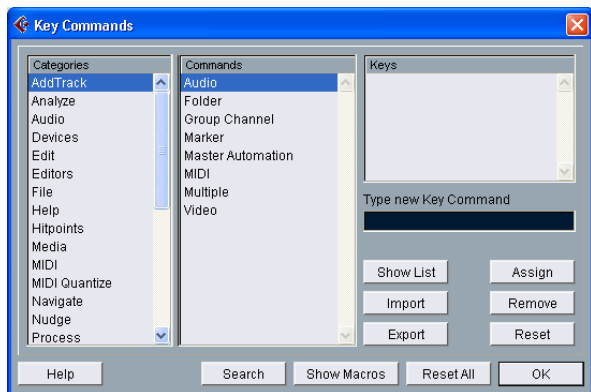 Key Commands
Categories
AddTrack
Analyze
Audio
Devices
Edit
Editors
File
Help
Hitpoints
Media
MIDI
MIDI Quantize
Navigate
Nudge
Process
Commands
Audio
Folder
Group Channel
Marker
Master Automation
MIDI
Multiple
Video
Keys
Type new Key Command
Show List
Assign
Import
Remove
Export
Reset
Help
Search
Show Macros
Reset All
OK